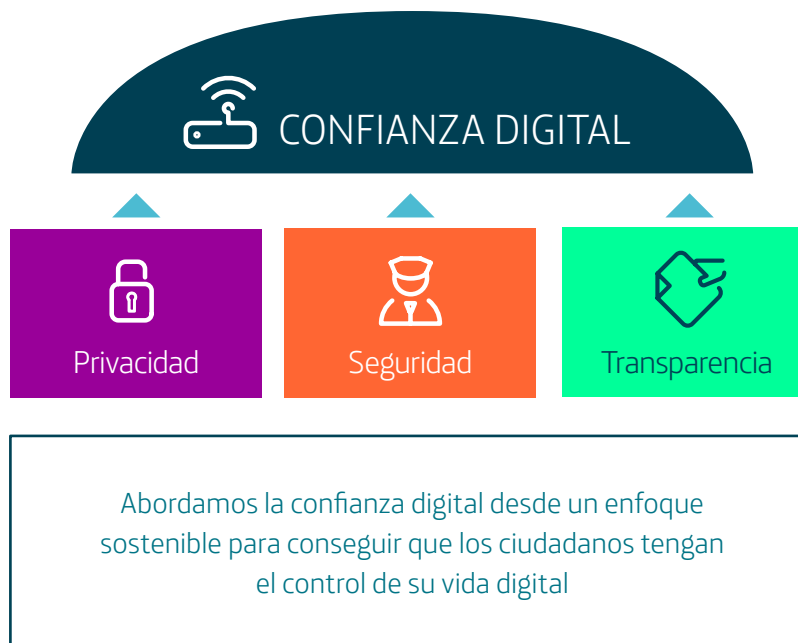 CONFIANZA DIGITAL
Privacidad
Seguridad
Transparencia
Abordamos la confianza digital desde un enfoque
sostenible para conseguir que los ciudadanos tengan
el control de su vida digital